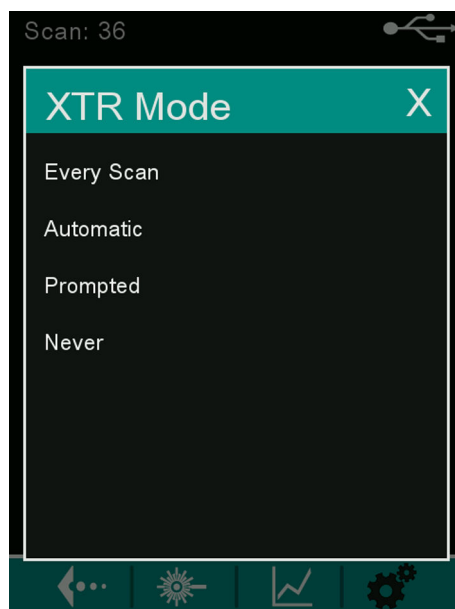 Scan: 36
XTR Mode X
Every Scan
Automatic
Prompted
Never